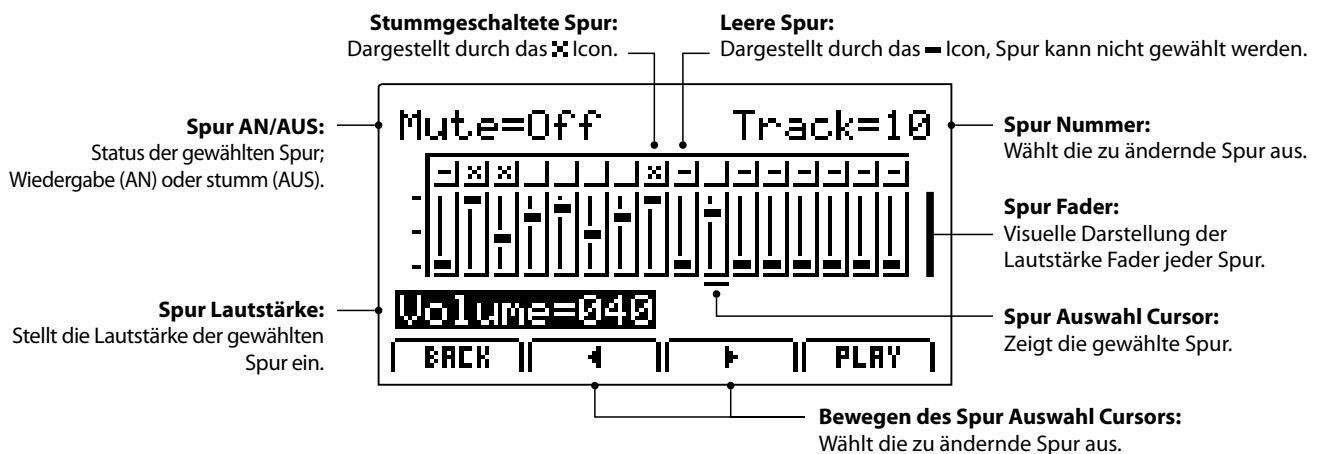 Stummgeschaltete Spur:
Dargestellt durch das Icon.
Leere Spur:
Dargestellt durch das Icon, Spur kann nicht gewählt werden.
Spur AN/AUS:
Status der gewählten Spur;
Wiedergabe (AN) oder stumm (AUS).
Mute=Off Track=10
Spur Nummer:
Wählt die zu ändernde Spur aus.
Spur Fader:
Visuelle Darstellung der
Lautstärke Fader jeder Spur.
Spur Lautstärke:
Stellt die Lautstärke der gewählten
Spur ein.
Volume=040
Spur Auswahl Cursor:
Zeigt die gewählte Spur.
BACK PLAY
Bewegen des Spur Auswahl Cursors:
Wählt die zu ändernde Spur aus.